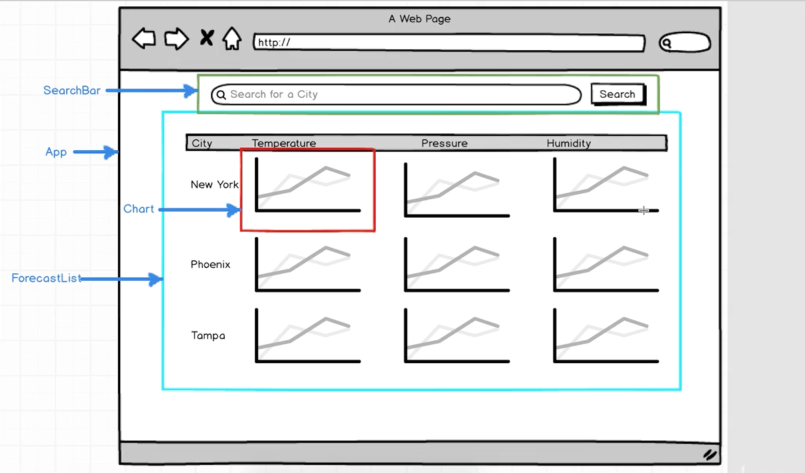 A Web Page
http://
SearchBar
Search for a City
Search
App
City Temperature Pressure Humidity
New York
Chart
Phoenix
ForecastList
Tampa